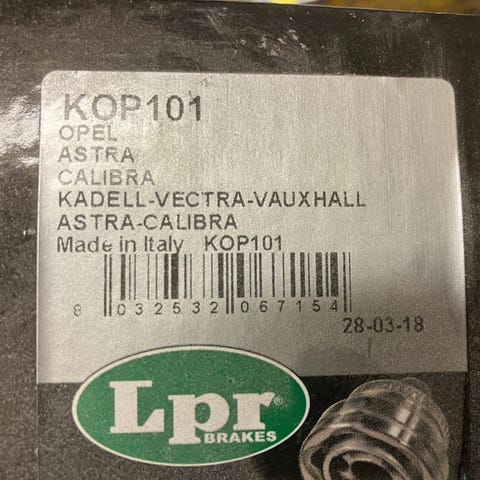 KOP101
OPEL
ASTRA
CALIBRA
KADELL-VECTRA-VAUXHALL
ASTRA-CALIBRA
Made in Italy KOP101
8 032532 067154
28-03-18
Lpr®
BRAKES